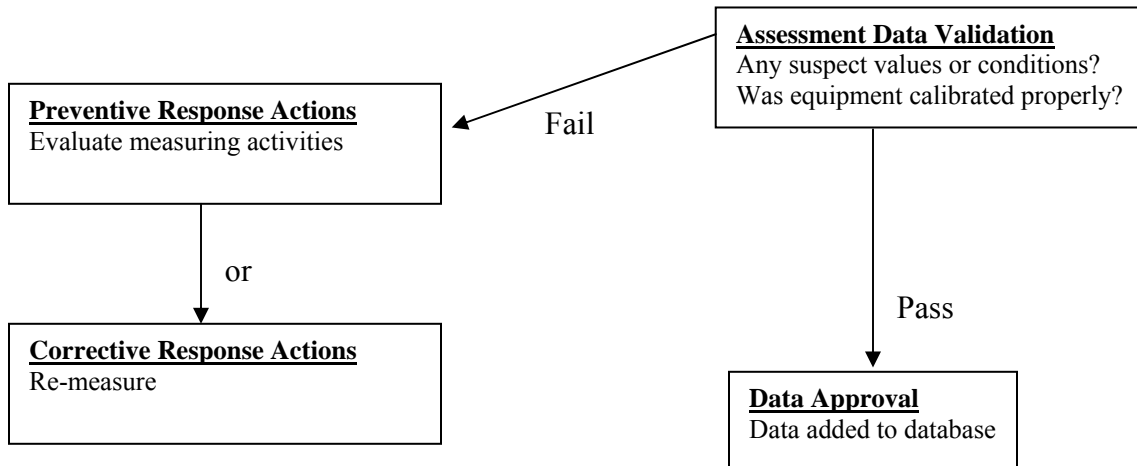 Assessment Data Validation
Any suspect values or conditions?
Was equipment calibrated properly?
Fail
Preventive Response Actions
Evaluate measuring activities
or
Corrective Response Actions
Re-measure
Pass
Data Approval
Data added to database